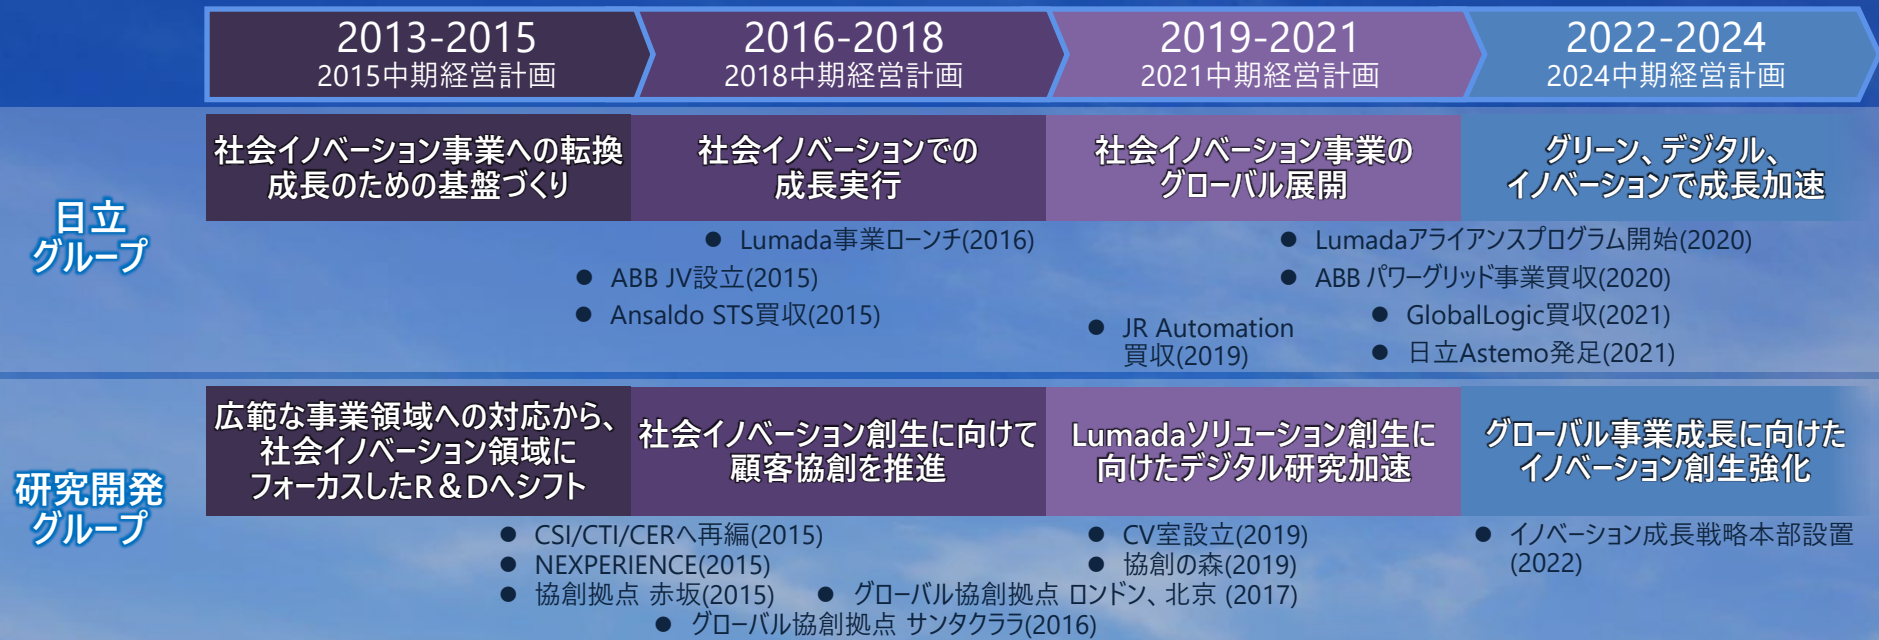 2013-2015
2015中期経営計画
2016-2018
2018中期経営計画
2019-2021
2021中期経営計画
2022-2024
2024中期経営計画
日立
グループ
社会イノベーション事業への転換
成長のための基盤づくり
社会イノベーションでの
成長実行
社会イノベーション事業の
グローバル展開
グリーン、デジタル、
イノベーションで成長加速
● Lumada事業ローンチ(2016)
● ABB JV設立(2015)
● Ansaldo STS買収(2015)
● Lumadaアライアンスプログラム開始(2020)
● ABB パワーグリッド事業買収(2020)
● JR Automation
買収(2019)
● GlobalLogic買収(2021)
● 日立Astemo発足(2021)
研究開発
グループ
広範な事業領域への対応から、
社会イノベーション領域に
フォーカスしたR&Dへシフト
社会イノベーション創生に向けて
顧客協創を推進
Lumadaソリューション創生に
向けたデジタル研究加速
グローバル事業成長に向けた
イノベーション創生強化
● CSI/CTI/CERへ再編(2015)
● NEXPERIENCE(2015)
● 協創拠点 赤坂(2015)
● グローバル協創拠点 ロンドン、北京 (2017)
● グローバル協創拠点 サンタクララ(2016)
● CV室設立(2019)
● 協創の森(2019)
● イノベーション成長戦略本部設置
(2022)